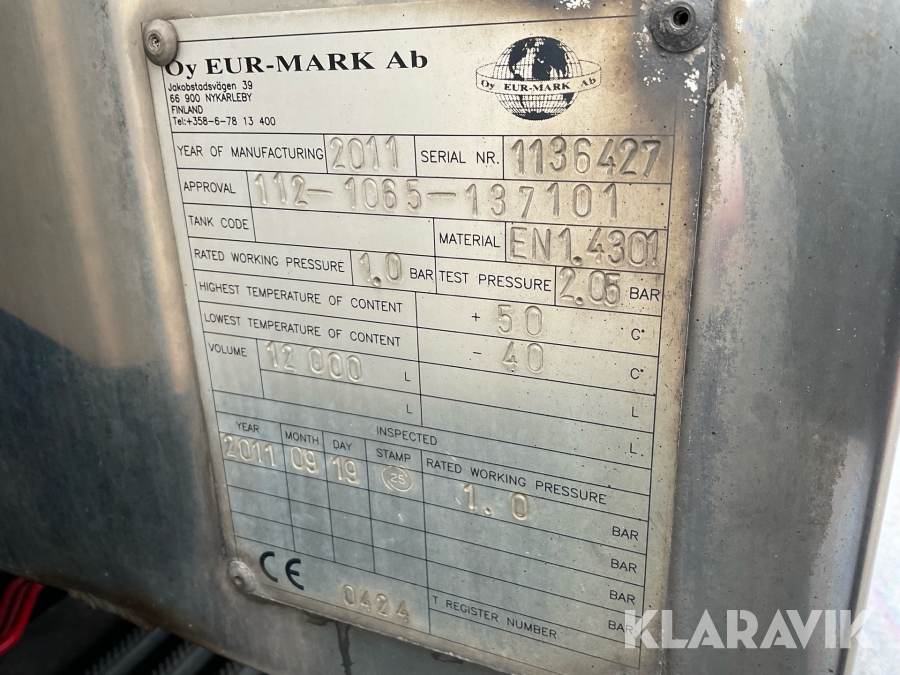 Oy EUR-MARK Ab
Jakobstadsvägen 39
66 900 NYKARLEBY
FINLAND
Tel:+358-6-78 13 400
Oy EUR-MARK Ab
YEAR OF MANUFACTURING 2011 SERIAL NR. 1136427
APPROVAL 112-1065-137101
TANK CODE
MATERIAL EN1.4301
RATED WORKING PRESSURE 1,0 BAR TEST PRESSURE 2,05 BAR
HIGHEST TEMPERATURE OF CONTENT + 50 C°
LOWEST TEMPERATURE OF CONTENT - 40 C°
VOLUME 12 000 L L
L L
INSPECTED
YEAR MONTH DAY STAMP RATED WORKING PRESSURE
2011 09 19 25 1.0 BAR
BAR
BAR
BAR
CE 0424 T REGISTER NUMBER
KLARAVIK